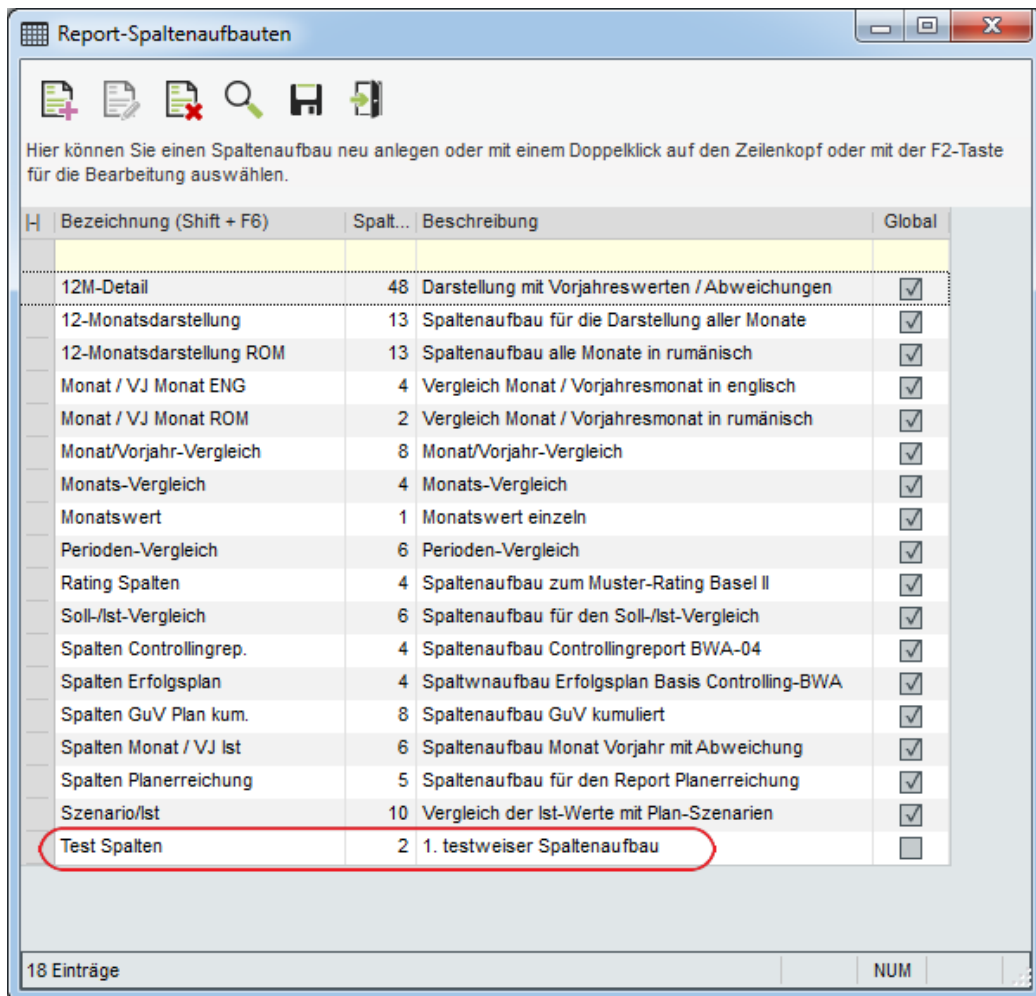 Report-Spaltenaufbauten
Hier können Sie einen Spaltenaufbau neu anlegen oder mit einem Doppelklick auf den Zeilenkopf oder mit der F2-Taste
für die Bearbeitung auswählen.
Bezeichnung (Shift + F6) Spalt... Beschreibung Global
12M-Detail 48 Darstellung mit Vorjahreswerten / Abweichungen
12-Monatsdarstellung 13 Spaltenaufbau für die Darstellung aller Monate
12-Monatsdarstellung ROM 13 Spaltenaufbau alle Monate in rumänisch
Monat / VJ Monat ENG 4 Vergleich Monat / Vorjahresmonat in englisch
Monat / VJ Monat ROM 2 Vergleich Monat / Vorjahresmonat in rumänisch
Monat/Vorjahr-Vergleich 8 Monat/Vorjahr-Vergleich
Monats-Vergleich 4 Monats-Vergleich
Monatswert 1 Monatswert einzeln
Perioden-Vergleich 6 Perioden-Vergleich
Rating Spalten 4 Spaltenaufbau zum Muster-Rating Basel II
Soll-/Ist-Vergleich 6 Spaltenaufbau für den Soll-/Ist-Vergleich
Spalten Controllingrep. 4 Spaltenaufbau Controllingreport BWA-04
Spalten Erfolgsplan 4 Spaltwnaufbau Erfolgsplan Basis Controlling-BWA
Spalten GuV Plan kum. 8 Spaltenaufbau GuV kumuliert
Spalten Monat / VJ Ist 6 Spaltenaufbau Monat Vorjahr mit Abweichung
Spalten Planerreichung 5 Spaltenaufbau für den Report Planerreichung
Szenario/Ist 10 Vergleich der Ist-Werte mit Plan-Szenarien
Test Spalten 2 1. testweiser Spaltenaufbau
18 Einträge NUM